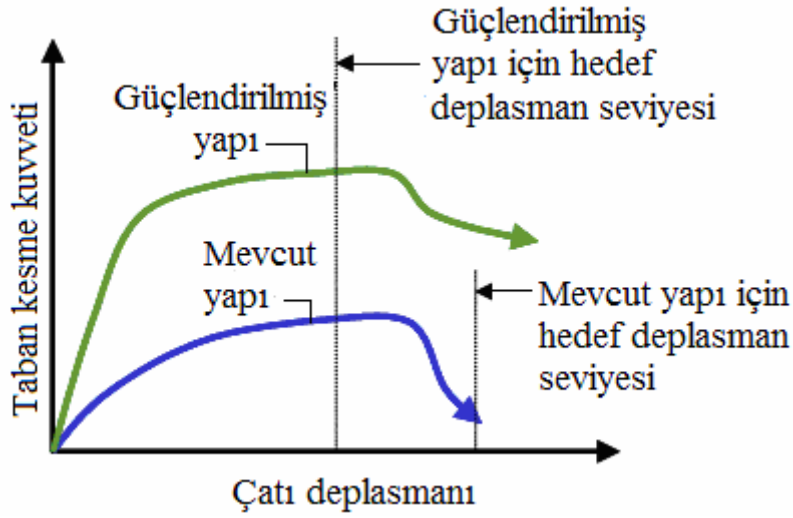 Güçlendirilmiş
yapı için hedef
deplasman seviyesi
Güçlendirilmiş
yapı
Mevcut
yapı
Mevcut yapı için
hedef deplasman
seviyesi
Taban kesme kuvveti
Çatı deplasmanı